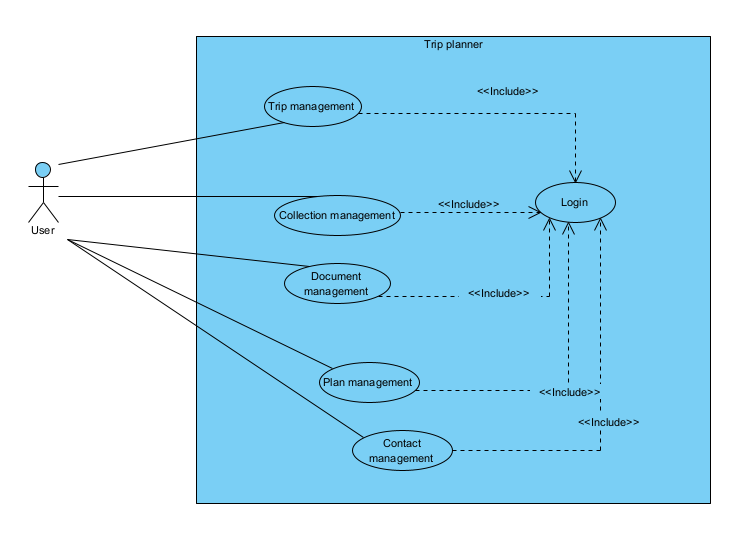 Trip planner
Trip management
<<Include>>
User
Collection management
<<Include>>
Login
Document
management
<<Include>>
Plan management
<<Include>>
Contact
management
<<Include>>